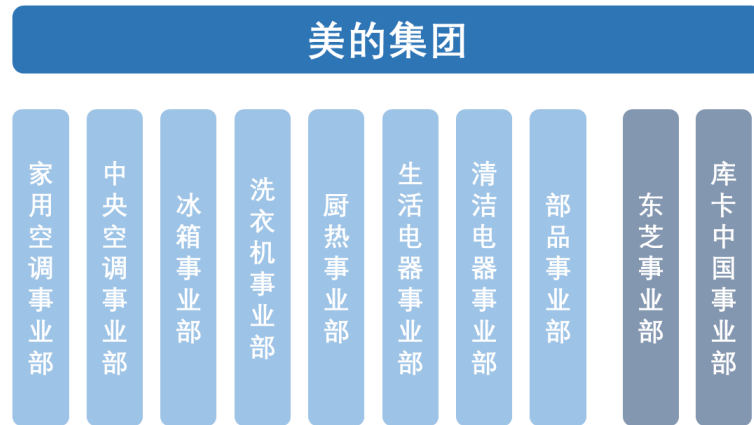 美的集团
家用空调事业部
中央空调事业部
冰箱事业部
洗衣机事业部
厨热事业部
生活电器事业部
清洁电器事业部
部品事业部
东芝事业部
库卡中国事业部